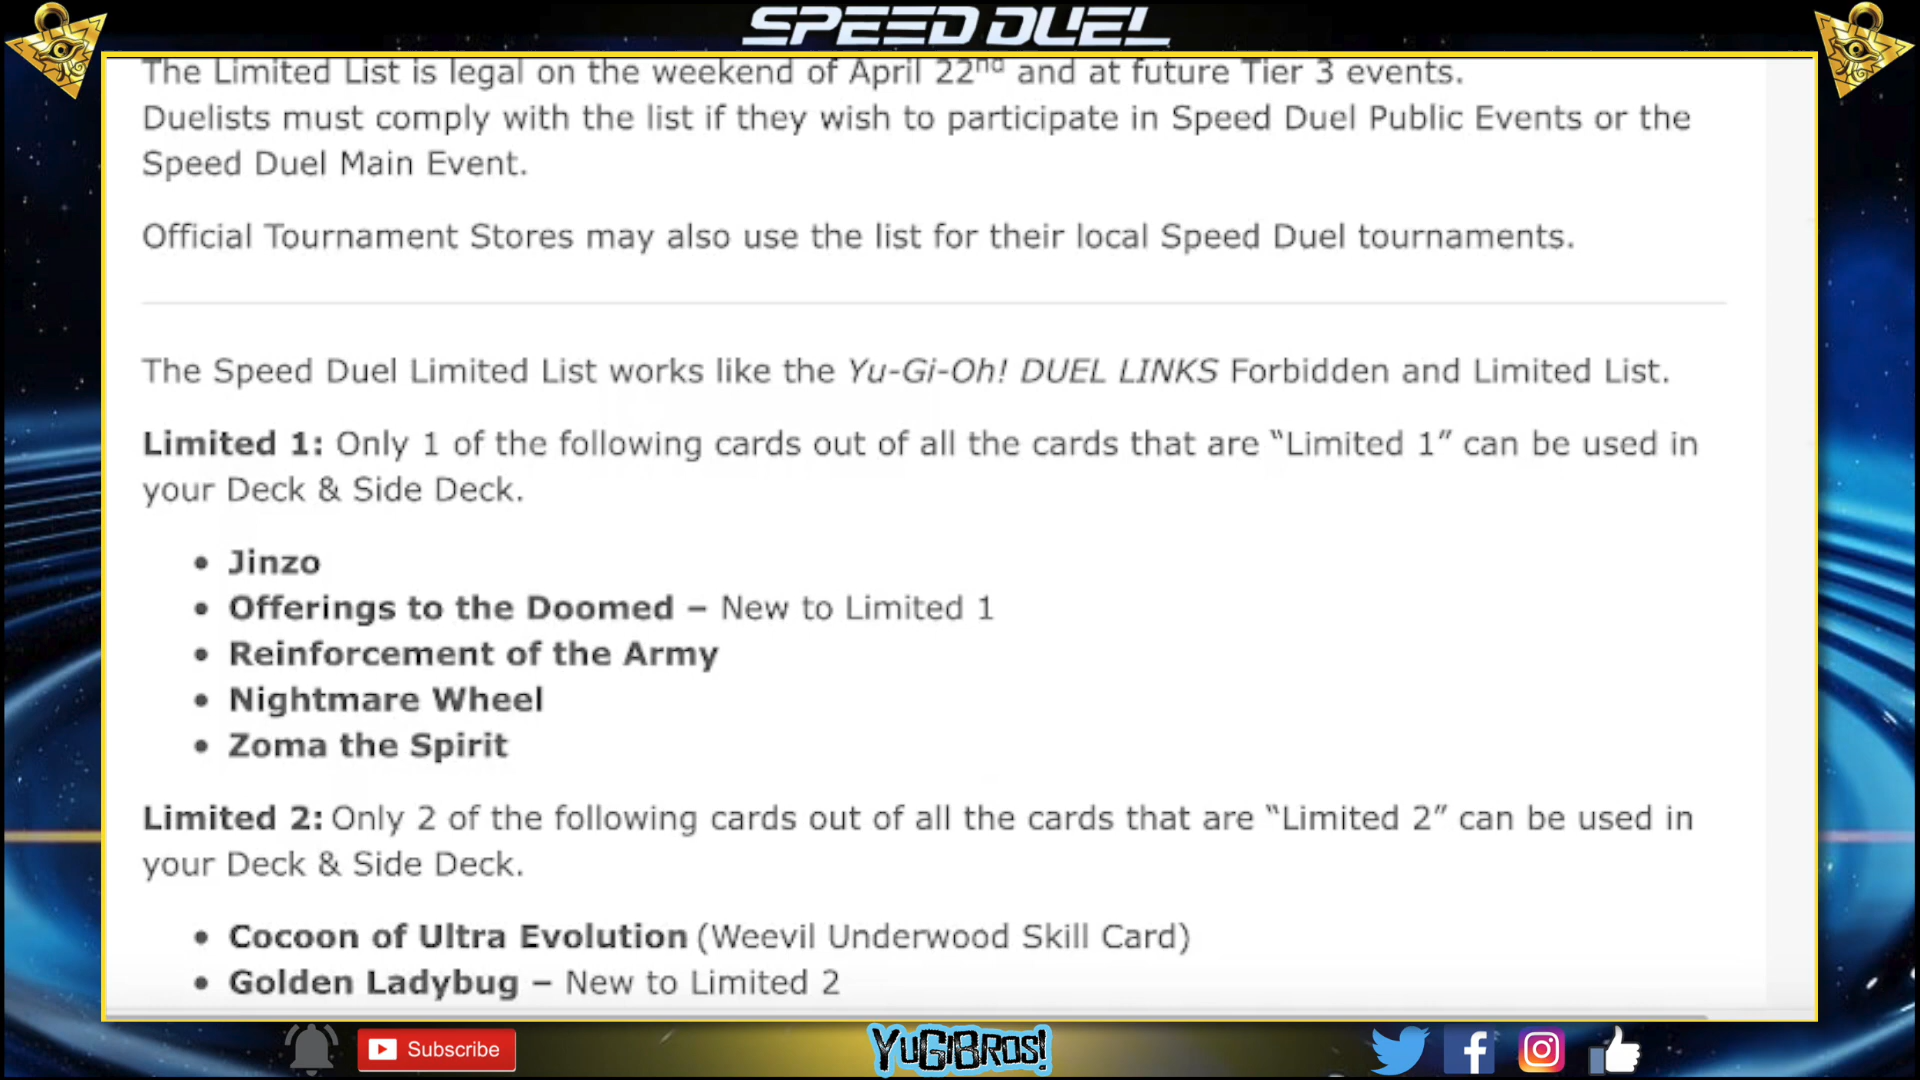 SPEED DUEL
The Limited List is legal on the weekend of April 22nd and at future Tier 3 events.
Duelists must comply with the list if they wish to participate in Speed Duel Public Events or the
Speed Duel Main Event.
Official Tournament Stores may also use the list for their local Speed Duel tournaments.
The Speed Duel Limited List works like the Yu-Gi-Oh! DUEL LINKS Forbidden and Limited List.
Limited 1: Only 1 of the following cards out of all the cards that are “Limited 1” can be used in
your Deck & Side Deck.
• Jinzo
• Offerings to the Doomed – New to Limited 1
• Reinforcement of the Army
• Nightmare Wheel
• Zoma the Spirit
Limited 2: Only 2 of the following cards out of all the cards that are “Limited 2” can be used in
your Deck & Side Deck.
• Cocoon of Ultra Evolution (Weevil Underwood Skill Card)
• Golden Ladybug – New to Limited 2
Subscribe
YuGiBros!